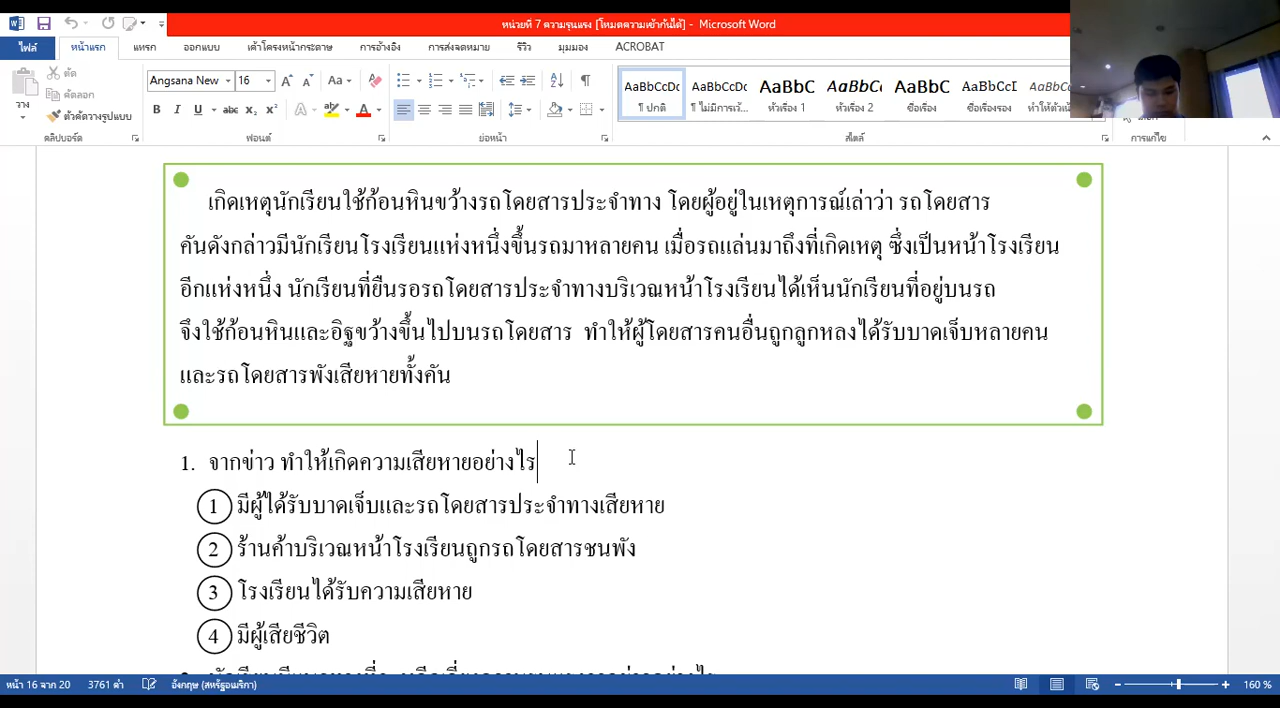 หน่วยที่ 7 ความรุนแรง [โหมดความเข้ากันได้] - Microsoft Word
ไฟล์ หน้าแรก แทรก ออกแบบ เค้าโครงหน้ากระดาษ การอ้างอิง การส่งจดหมาย รีวิว มุมมอง ACROBAT
วาง
ตัด
คัดลอก
ตัวคัดวางรูปแบบ
คลิปบอร์ด
Angsana New 16
ฟอนต์
ย่อหน้า
AaBbCcDc AaBbCcDc AaBbC AaBbCc AaBbC AaBbCcI AaBbCcDc
¶ ปกติ ¶ ไม่มีการเว้... หัวเรื่อง 1 หัวเรื่อง 2 ชื่อเรื่อง ชื่อเรื่องรอง ทำให้ตัวเน้
สไตล์
การแก้ไข
เกิดเหตุนักเรียนใช้ก้อนหินขว้างรถโดยสารประจำทาง โดยผู้อยู่ในเหตุการณ์เล่าว่า รถโดยสาร
คันดังกล่าวมีนักเรียนโรงเรียนแห่งหนึ่งขึ้นรถมาหลายคน เมื่อรถแล่นมาถึงที่เกิดเหตุ ซึ่งเป็นหน้าโรงเรียน
อีกแห่งหนึ่ง นักเรียนที่ยืนรอรถโดยสารประจำทางบริเวณหน้าโรงเรียนได้เห็นนักเรียนที่อยู่บนรถ
จึงใช้ก้อนหินและอิฐขว้างขึ้นไปบนรถโดยสาร ทำให้ผู้โดยสารคนอื่นถูกลูกหลงได้รับบาดเจ็บหลายคน
และรถโดยสารพังเสียหายทั้งคัน
1. จากข่าว ทำให้เกิดความเสียหายอย่างไร
1 มีผู้ได้รับบาดเจ็บและรถโดยสารประจำทางเสียหาย
2 ร้านค้าบริเวณหน้าโรงเรียนถูกรถโดยสารชนพัง
3 โรงเรียนได้รับความเสียหาย
4 มีผู้เสียชีวิต
หน้า 16 จาก 20 3761 คำ อังกฤษ (สหรัฐอเมริกา) 160 %